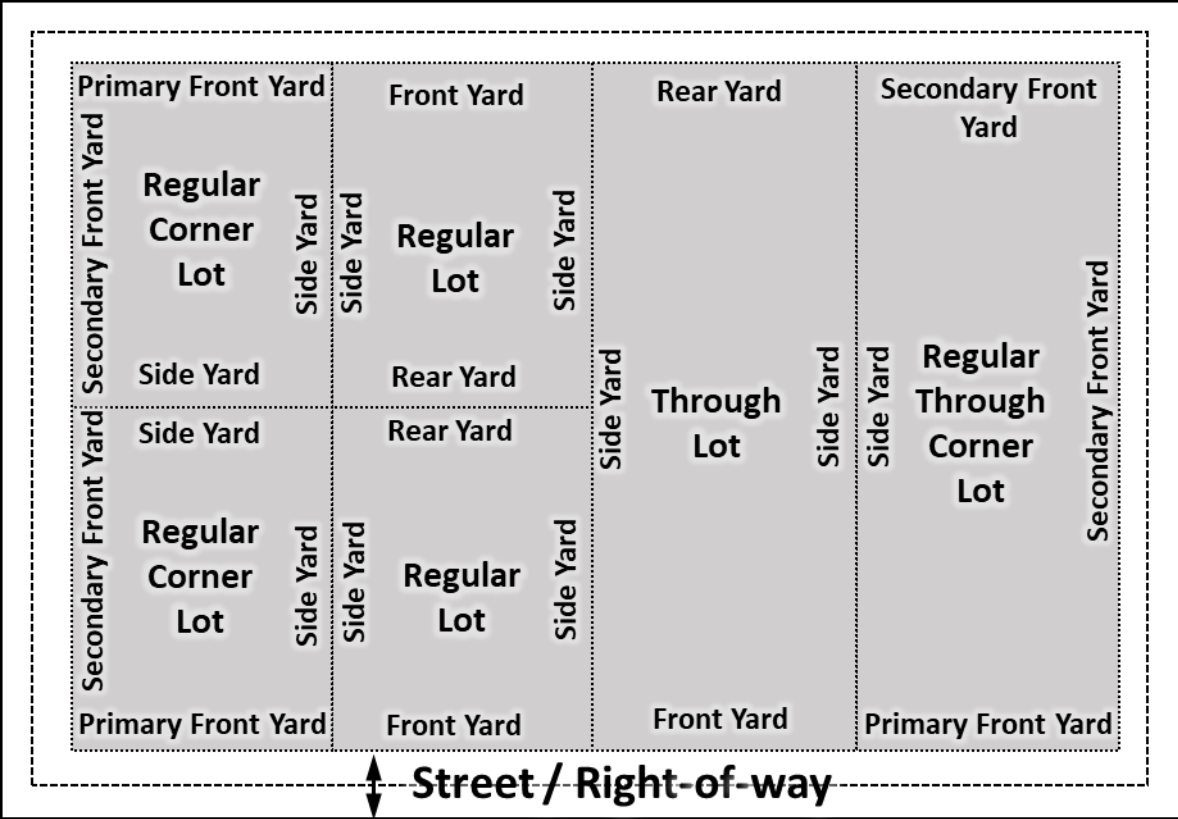 Primary Front Yard
Secondary Front Yard
Regular
Corner
Lot
Side Yard
Side Yard
Side Yard
Front Yard
Regular
Lot
Side Yard
Rear Yard
Rear Yard
Side Yard
Through
Lot
Side Yard
Front Yard
Secondary Front
Yard
Side Yard
Regular
Through
Corner
Lot
Secondary Front Yard
Primary Front Yard
Secondary Front Yard
Side Yard
Regular
Corner
Lot
Side Yard
Primary Front Yard
Rear Yard
Side Yard
Regular
Lot
Side Yard
Front Yard
Street / Right-of-way